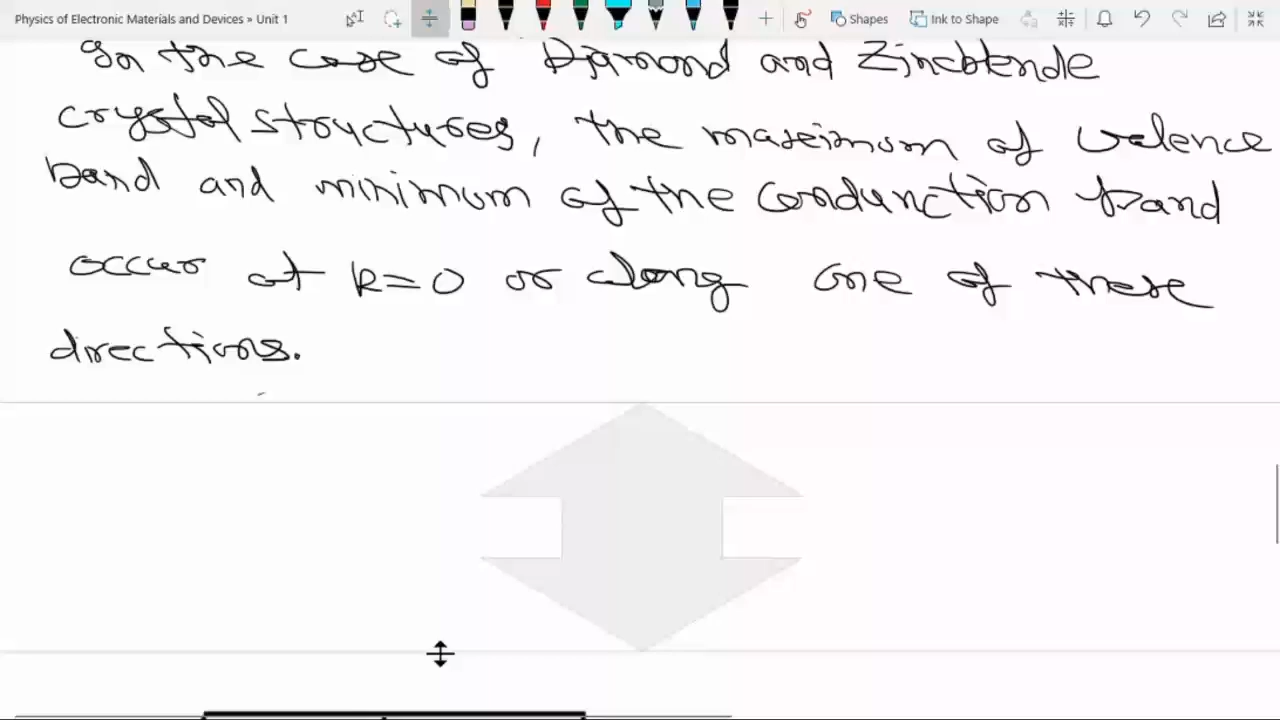 Physics of Electronic Materials and Devices » Unit 1
Shapes
Ink to Shape
In the case of Diamond and Zincblende
crystal structures, the maximum of valence
band and minimum of the condunction band
occur at k=0 or along one of these
directions.